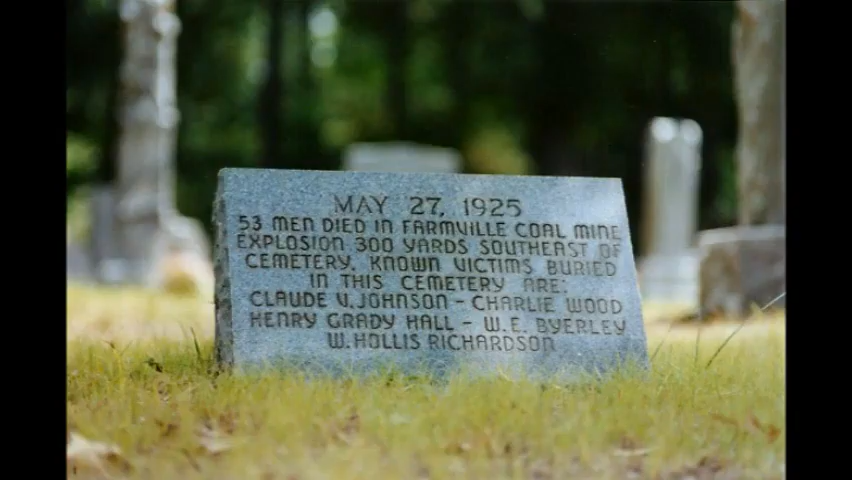 MAY 27, 1925
53 MEN DIED IN FARMVILLE COAL MINE
EXPLOSION 300 YARDS SOUTHEAST OF
CEMETERY. KNOWN VICTIMS BURIED
IN THIS CEMETERY ARE:
CLAUDE V. JOHNSON - CHARLIE WOOD
HENRY GRADY HALL - W. E. BYERLEY
W. HOLLIS RICHARDSON